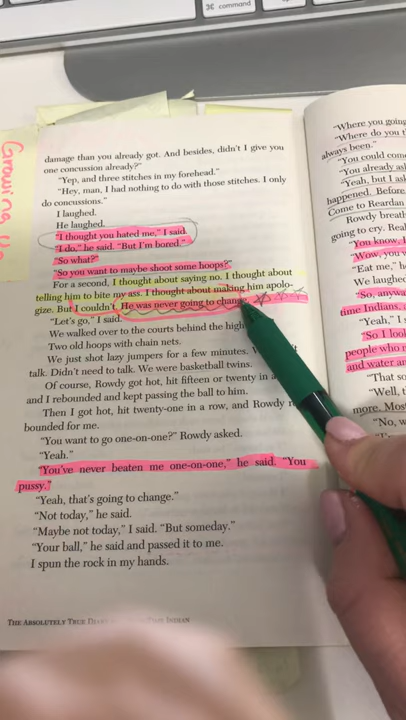 ⌘ command
Growing Up
damage than you already got. And besides, didn't I give you
one concussion already?"
"Yep, and three stitches in my forehead."
"Hey, man, I had nothing to do with those stitches. I only
do concussions."
I laughed.
He laughed.
"I thought you hated me," I said.
"I do," he said. "But I'm bored."
"So what?"
"So you want to maybe shoot some hoops?"
For a second, I thought about saying no. I thought about
telling him to bite my ass. I thought about making him apolo-
gize. But I couldn't. He was never going to change.
"Let's go," I said.
We walked over to the courts behind the high
Two old hoops with chain nets.
We just shot lazy jumpers for a few minutes. We
talk. Didn't need to talk. We were basketball twins.
Of course, Rowdy got hot, hit fifteen or twenty in a
and I rebounded and kept passing the ball to him.
Then I got hot, hit twenty-one in a row, and Rowdy
bounded for me.
"You want to go one-on-one?" Rowdy asked.
"Yeah."
"You've never beaten me one-on-one," he said. "You
pussy."
"Yeah, that's going to change."
"Not today," he said.
"Maybe not today," I said. "But someday."
"Your ball," he said and passed it to me.
I spun the rock in my hands.
THE ABSOLUTELY TRUE INDIAN
"Where you going
"Where do you
always been."
"You could come
"You already as
"Yeah, but I as
happened. Before
Come to Reardan
Rowdy breath
going to cry. Rea
"You know, I
"Wow, you
"Eat me," h
We laughed
"So, anyw
time Indians,
"Yeah," I
"So I look
people who
and water ar
"That so
"Well, t
more. Mos
"No, w